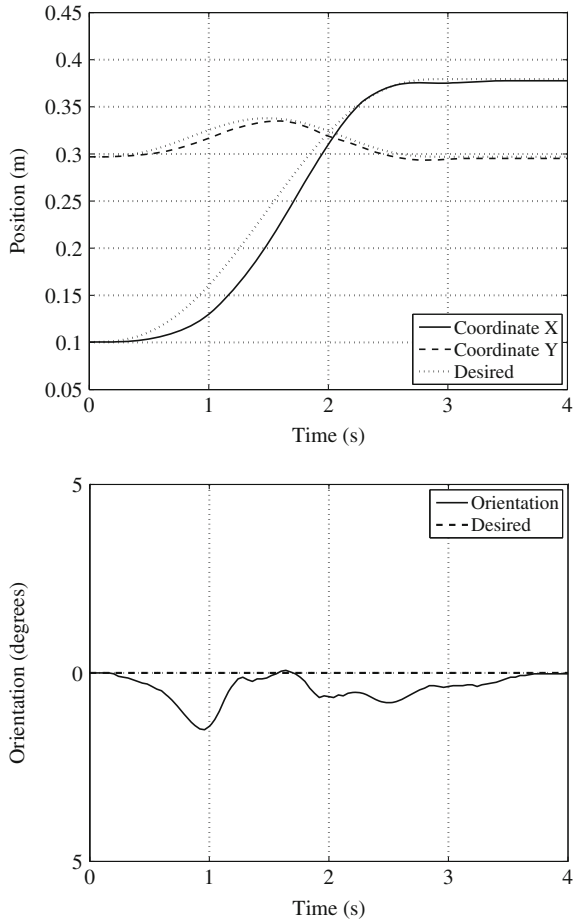 0.45
0.4
0.35
0.3
0.25
0.2
0.15
0.1
0.05
Position (m)
Coordinate X
Coordinate Y
Desired
0 1 2 3 4
Time (s)
5
0
5
Orientation (degrees)
Orientation
Desired
0 1 2 3 4
Time (s)